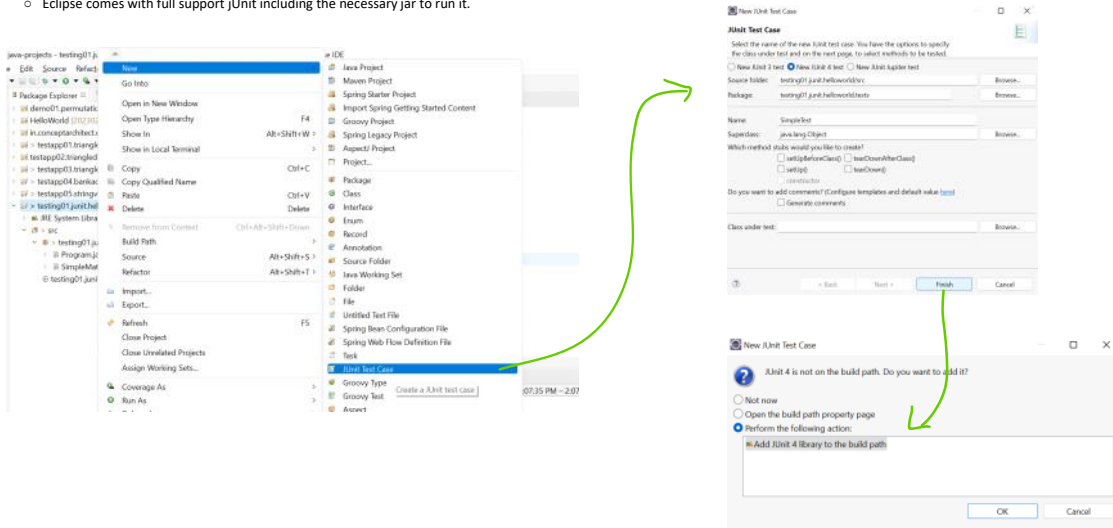 ○ Eclipse comes with full support jUnit including the necessary jar to run it.
java-projects - testing01.ju
Edit Source Refact
Package Explorer
demo01.permutatic
HelloWorld
in.conceptarchitect.c
> testapp01.triangk
testapp02.triangled
> testapp03.triangk
> testapp04.bankac
> testapp05.stringv
> testing01.junit.hel
JRE System Libra
> src
> testing01.ju
Program.ja
SimpleMat
testing01.juni
New
Go Into
Open in New Window
Open Type Hierarchy F4
Show In Alt+Shift+W >
Show in Local Terminal >
Copy Ctrl+C
Copy Qualified Name
Paste Ctrl+V
Delete Delete
Remove from Context Ctrl+Alt+Shift+Down
Build Path >
Source Alt+Shift+S >
Refactor Alt+Shift+T >
Import...
Export...
Refresh F5
Close Project
Close Unrelated Projects
Assign Working Sets...
Coverage As >
Run As >
IDE
Java Project
Maven Project
Spring Starter Project
Import Spring Getting Started Content
Groovy Project
Spring Legacy Project
AspectJ Project
Project...
Package
Class
Interface
Enum
Record
Annotation
Source Folder
Java Working Set
Folder
File
Untitled Text File
Spring Bean Configuration File
Spring Web Flow Definition File
Task
JUnit Test Case
Groovy Type
Create a JUnit test case
Groovy Test
Aspect
:07:35 PM – 2:07
New JUnit Test Case
JUnit Test Case
Select the name of the new JUnit test case. You have the options to specify
the class under test and on the next page, to select methods to be tested.
New JUnit 3 test New JUnit 4 test New JUnit Jupiter test
Source folder: testing01.junit.helloworld/src Browse...
Package: testing01.junit.helloworld.tests Browse...
Name: SimpleTest
Superclass: java.lang.Object Browse...
Which method stubs would you like to create?
setUpBeforeClass() tearDownAfterClass()
setUp() tearDown()
constructor
Do you want to add comments? (Configure templates and default value here)
Generate comments
Class under test: Browse...
? < Back Next > Finish Cancel
New JUnit Test Case
JUnit 4 is not on the build path. Do you want to add it?
Not now
Open the build path property page
Perform the following action:
Add JUnit 4 library to the build path
OK Cancel